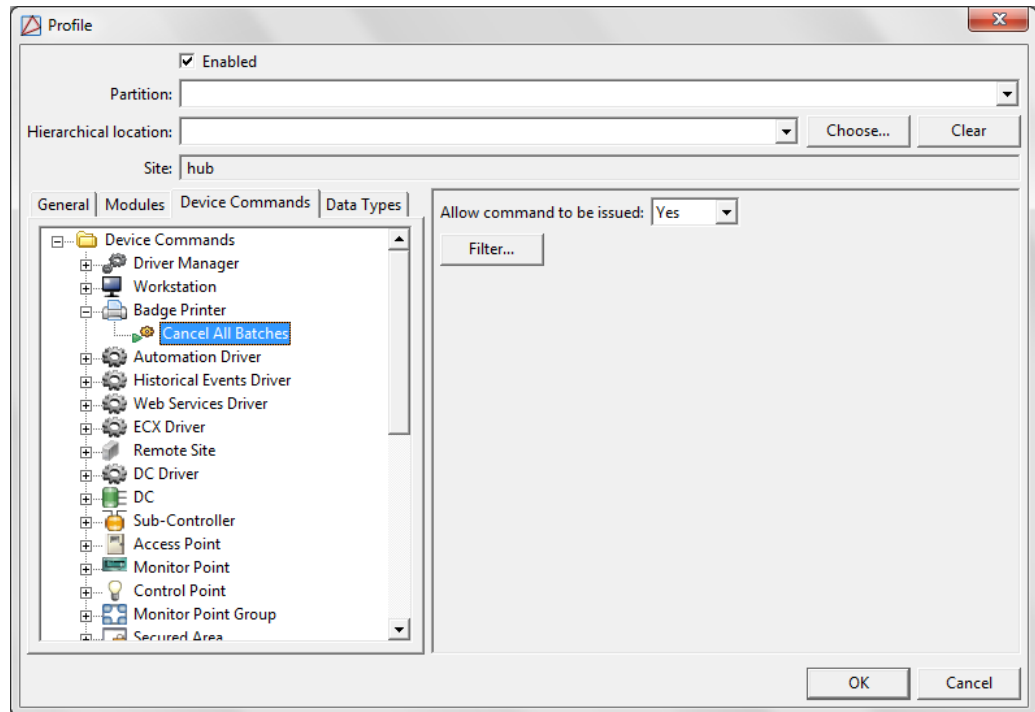 Profile
Enabled
Partition:
Hierarchical location:
Choose...
Clear
Site: hub
General
Modules
Device Commands
Data Types
Device Commands
Driver Manager
Workstation
Badge Printer
Cancel All Batches
Automation Driver
Historical Events Driver
Web Services Driver
ECX Driver
Remote Site
DC Driver
DC
Sub-Controller
Access Point
Monitor Point
Control Point
Monitor Point Group
Secured Area
Allow command to be issued: Yes
Filter...
OK
Cancel